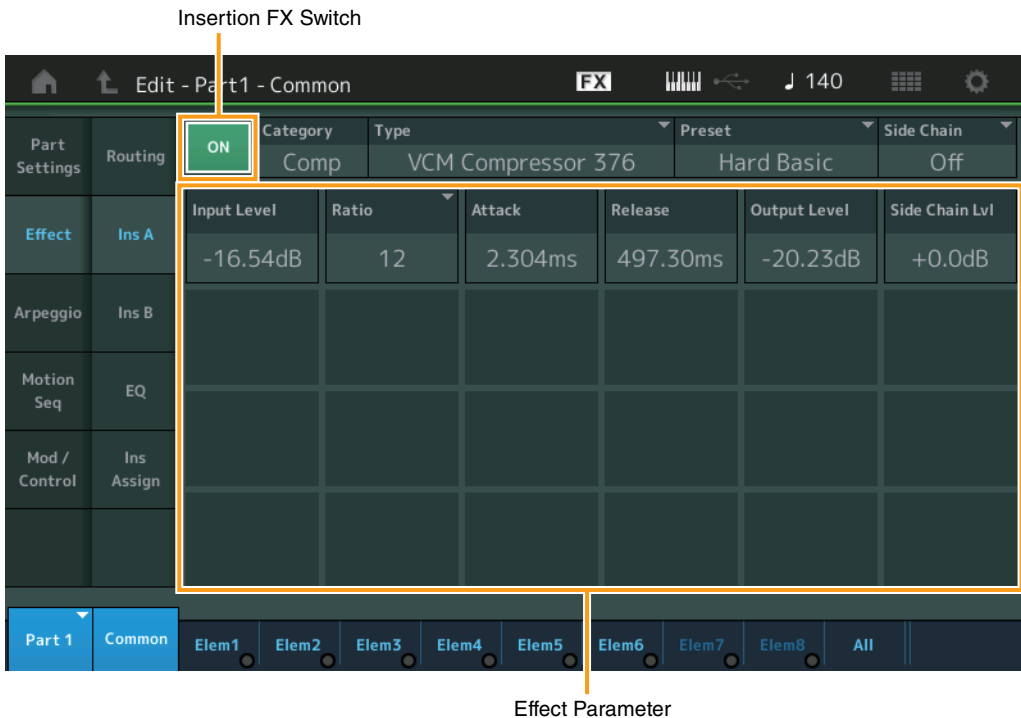 Insertion FX Switch
Edit - Part1 - Common
FX
140
Part
Settings
Routing
ON
Category
Comp
Type
VCM Compressor 376
Preset
Hard Basic
Side Chain
Off
Effect
Ins A
Input Level
-16.54dB
Ratio
12
Attack
2.304ms
Release
497.30ms
Output Level
-20.23dB
Side Chain Lvl
+0.0dB
Arpeggio
Ins B
Motion
Seq
EQ
Mod /
Control
Ins
Assign
Part 1
Common
Elem1
Elem2
Elem3
Elem4
Elem5
Elem6
Elem7
Elem8
All
Effect Parameter